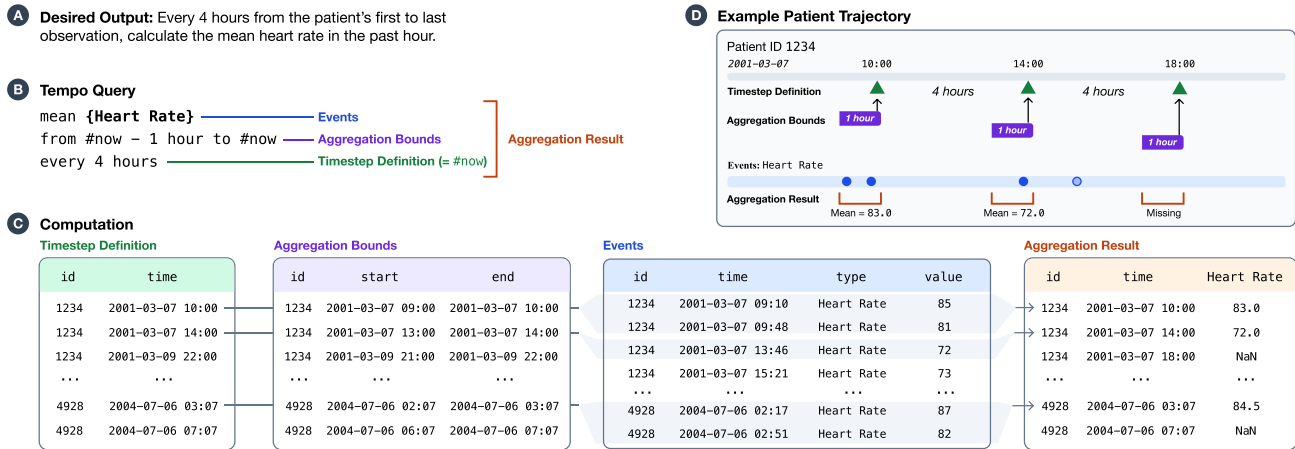 A Desired Output: Every 4 hours from the patient's first to last
observation, calculate the mean heart rate in the past hour.
B Tempo Query
mean {Heart Rate} Events
from #now − 1 hour to #now Aggregation Bounds
every 4 hours Timestep Definition (= #now)
Aggregation Result
D Example Patient Trajectory
Patient ID 1234
2001-03-07 10:00 14:00 18:00
Timestep Definition 4 hours 4 hours
Aggregation Bounds 1 hour 1 hour 1 hour
Events: Heart Rate
Aggregation Result
Mean = 83.0 Mean = 72.0 Missing
C Computation
Timestep Definition Aggregation Bounds Events Aggregation Result
id time id start end id time type value id time Heart Rate
1234 2001-03-07 10:00 1234 2001-03-07 09:00 2001-03-07 10:00 1234 2001-03-07 09:10 Heart Rate 85 1234 2001-03-07 10:00 83.0
1234 2001-03-07 14:00 1234 2001-03-07 13:00 2001-03-07 14:00 1234 2001-03-07 09:48 Heart Rate 81 1234 2001-03-07 14:00 72.0
1234 2001-03-09 22:00 1234 2001-03-09 21:00 2001-03-09 22:00 1234 2001-03-07 13:46 Heart Rate 72 1234 2001-03-07 18:00 NaN
... ... ... ... ... 1234 2001-03-07 15:21 Heart Rate 73 ... ... ...
... ... ... ...
4928 2004-07-06 03:07 4928 2004-07-06 02:07 2004-07-06 03:07 4928 2004-07-06 02:17 Heart Rate 87 4928 2004-07-06 03:07 84.5
4928 2004-07-06 07:07 4928 2004-07-06 06:07 2004-07-06 07:07 4928 2004-07-06 02:51 Heart Rate 82 4928 2004-07-06 07:07 NaN